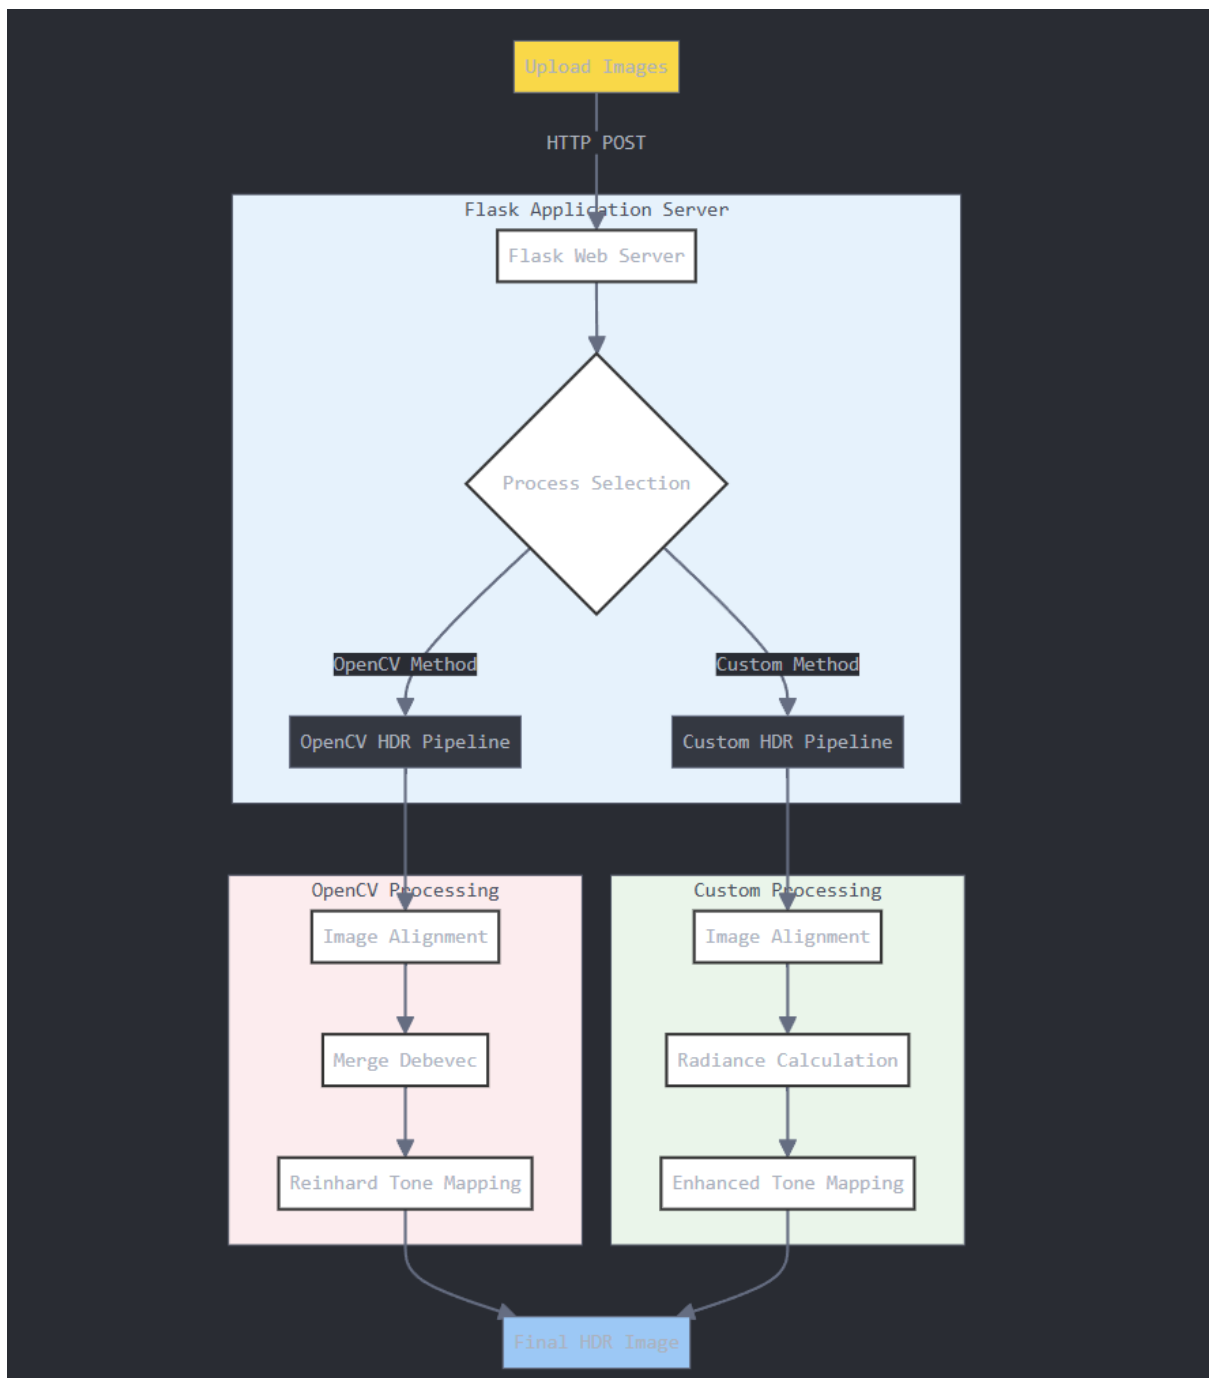 Upload Images
HTTP POST
Flask Application Server
Flask Web Server
Process Selection
OpenCV Method
Custom Method
OpenCV HDR Pipeline
Custom HDR Pipeline
OpenCV Processing
Custom Processing
Image Alignment
Image Alignment
Merge Debevec
Radiance Calculation
Reinhard Tone Mapping
Enhanced Tone Mapping
Final HDR Image